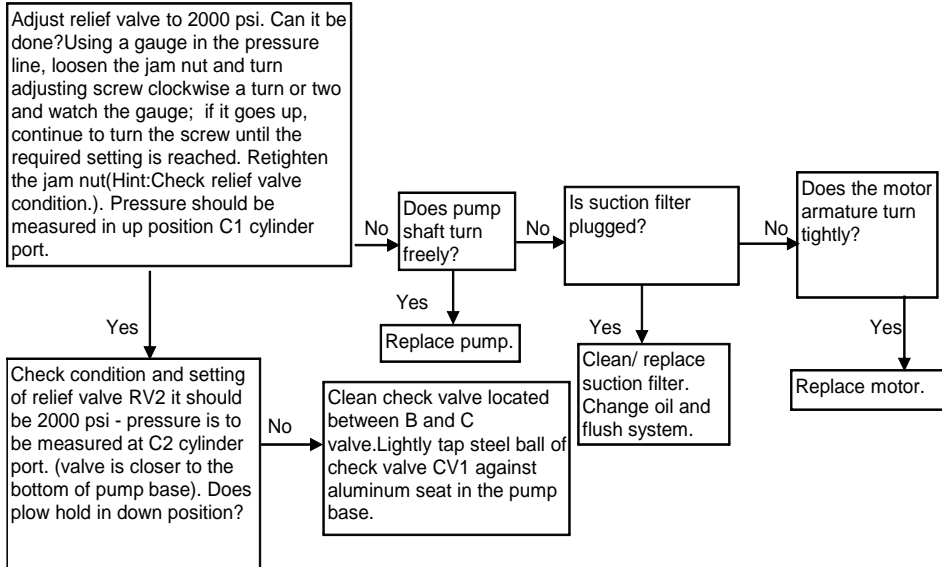 Adjust relief valve to 2000 psi. Can it be
done?Using a gauge in the pressure
line, loosen the jam nut and turn
adjusting screw clockwise a turn or two
and watch the gauge; if it goes up,
continue to turn the screw until the
required setting is reached. Retighten
the jam nut(Hint:Check relief valve
condition.). Pressure should be
measured in up position C1 cylinder
port.
No
Does pump
shaft turn
freely?
No
Is suction filter
plugged?
No
Does the motor
armature turn
tightly?
Yes
Yes
Yes
Yes
Replace pump.
Clean/ replace
suction filter.
Change oil and
flush system.
Replace motor.
Check condition and setting
of relief valve RV2 it should
be 2000 psi - pressure is to
be measured at C2 cylinder
port. (valve is closer to the
bottom of pump base). Does
plow hold in down position?
No
Clean check valve located
between B and C
valve.Lightly tap steel ball of
check valve CV1 against
aluminum seat in the pump
base.